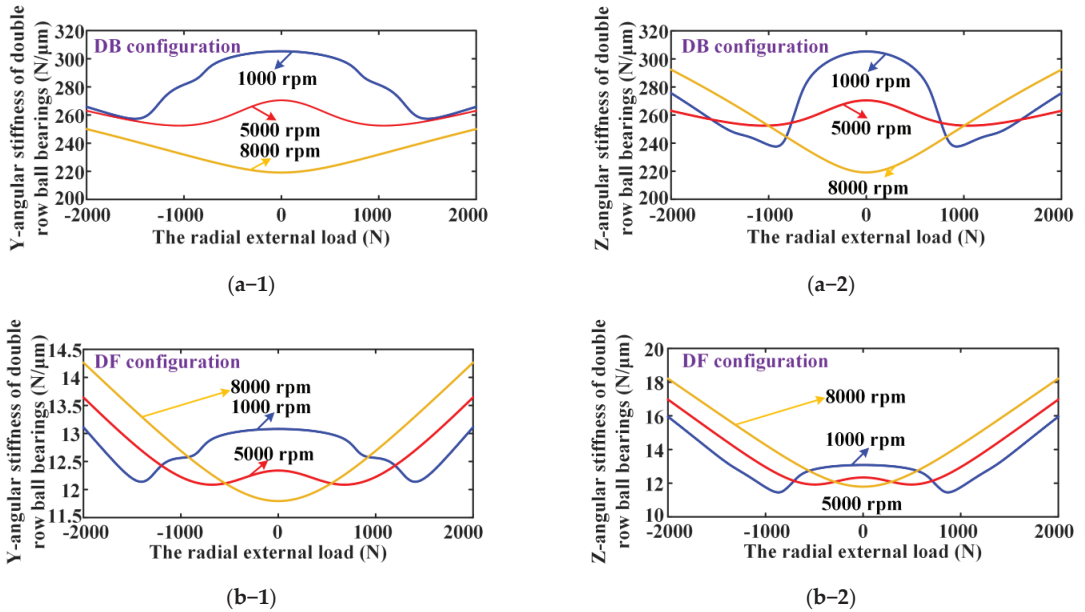 Y-angular stiffness of double
row ball bearings (N/μm)
320
300
280
260
240
220
200
DB configuration
1000 rpm
5000 rpm
8000 rpm
-2000 -1000 0 1000 2000
The radial external load (N)
(a−1)
Z-angular stiffness of double
row ball bearings (N/μm)
320
300
280
260
240
220
200
DB configuration
1000 rpm
5000 rpm
8000 rpm
-2000 -1000 0 1000 2000
The radial external load (N)
(a−2)
Y-angular stiffness of double
row ball bearings (N/μm)
14.5
14
13.5
13
12.5
12
11.5
DF configuration
8000 rpm
1000 rpm
5000 rpm
-2000 -1000 0 1000 2000
The radial external load (N)
(b−1)
Z-angular stiffness of double
row ball bearings (N/μm)
20
18
16
14
12
10
DF configuration
8000 rpm
1000 rpm
5000 rpm
-2000 -1000 0 1000 2000
The radial external load (N)
(b−2)